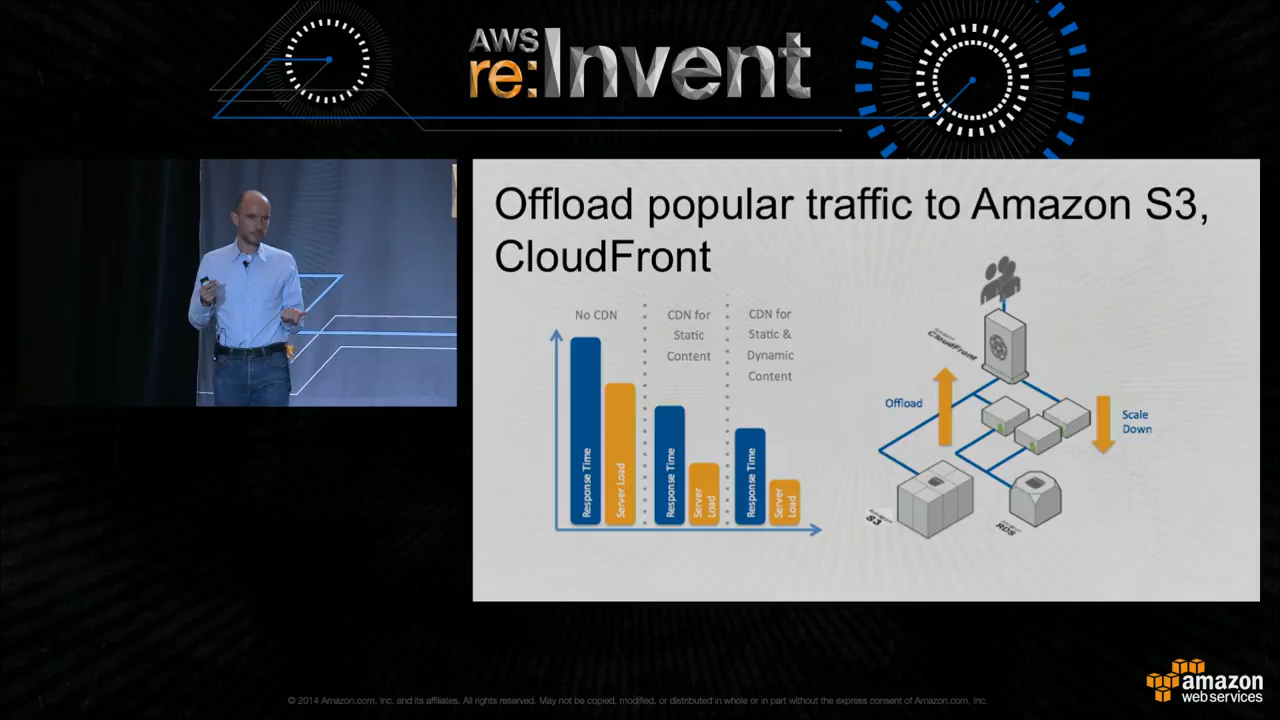 AWS
re:Invent
Offload popular traffic to Amazon S3,
CloudFront
No CDN
CDN for
Static
Content
CDN for
Static &
Dynamic
Content
Response Time
Server Load
Response Time
Server
Load
Response Time
Server
Load
CloudFront
Offload
Scale
Down
S3
RDS
© 2014 Amazon.com, Inc. and its affiliates. All rights reserved. May not be copied, modified, or distributed in whole or in part without the express consent of Amazon.com, Inc.
amazon
web services